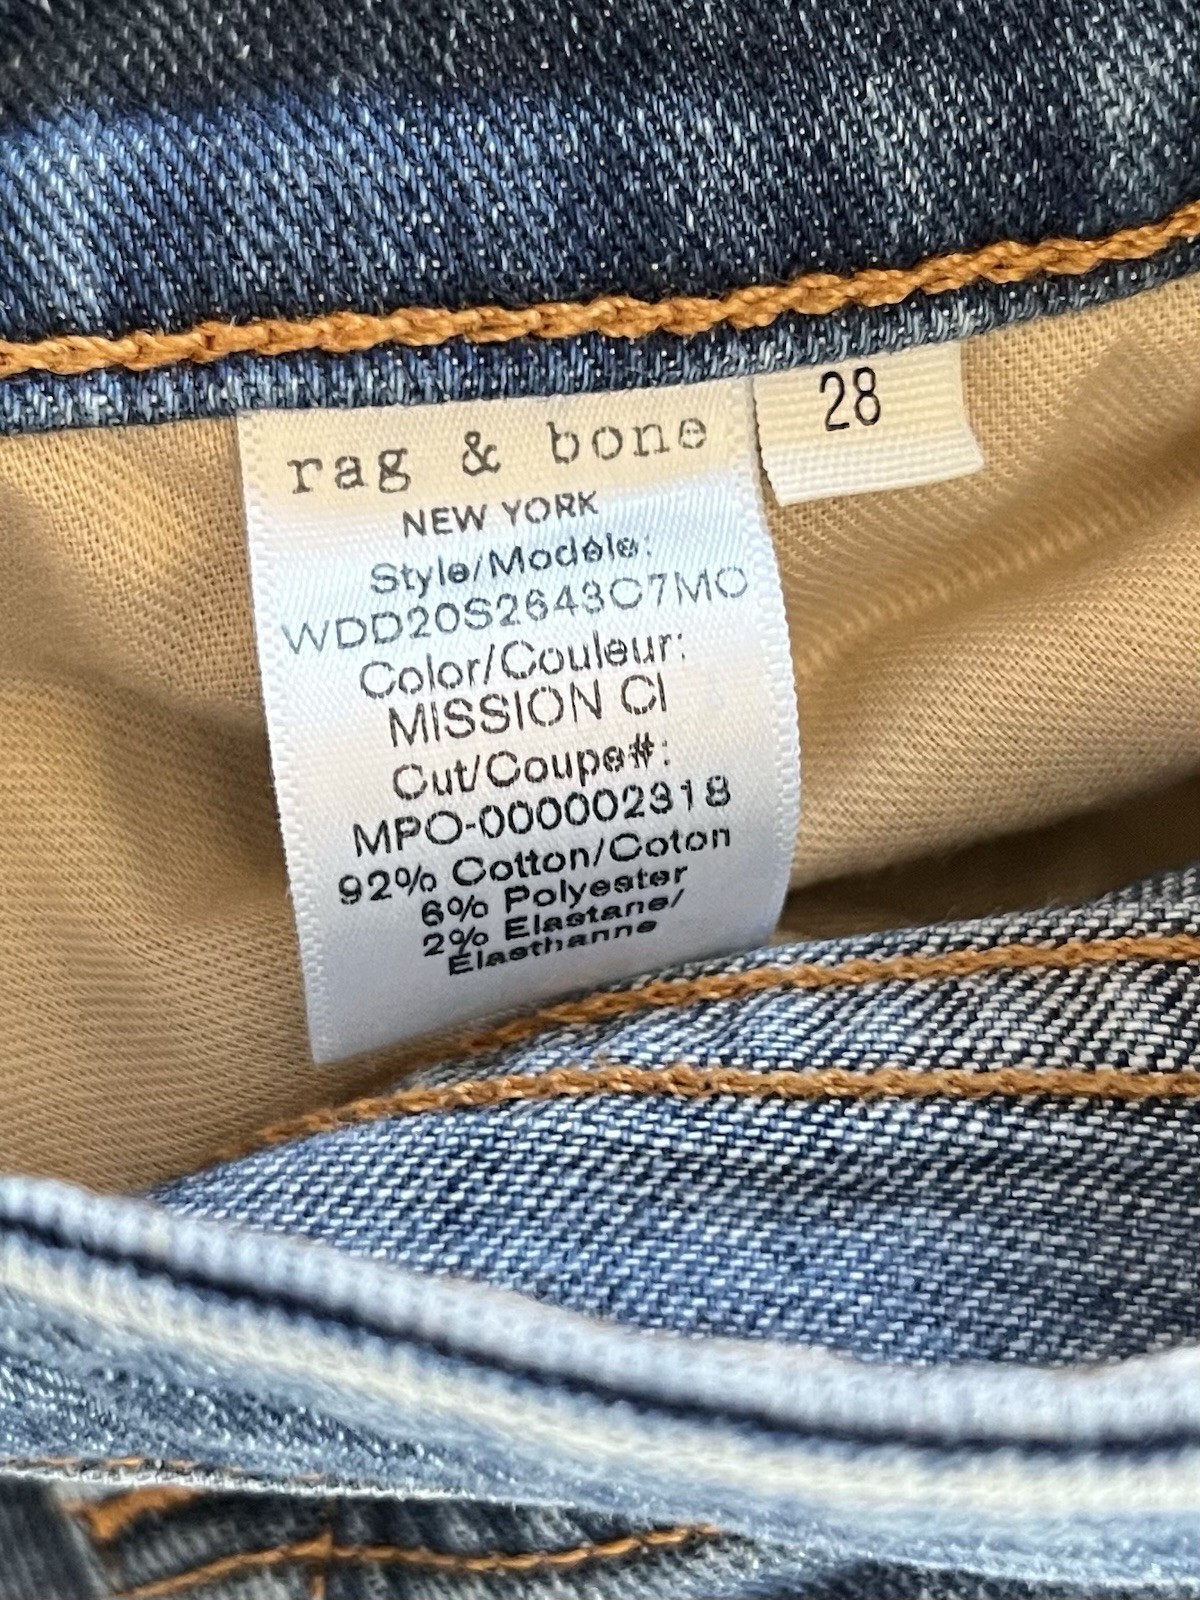 rag & bone
28
NEW YORK
Style/Modèle:
WDD20S2643C7MO
Color/Couleur:
MISSION CI
Cut/Coupe#:
MPO-000002318
92% Cotton/Coton
6% Polyester
2% Elastane/
Elasthanne